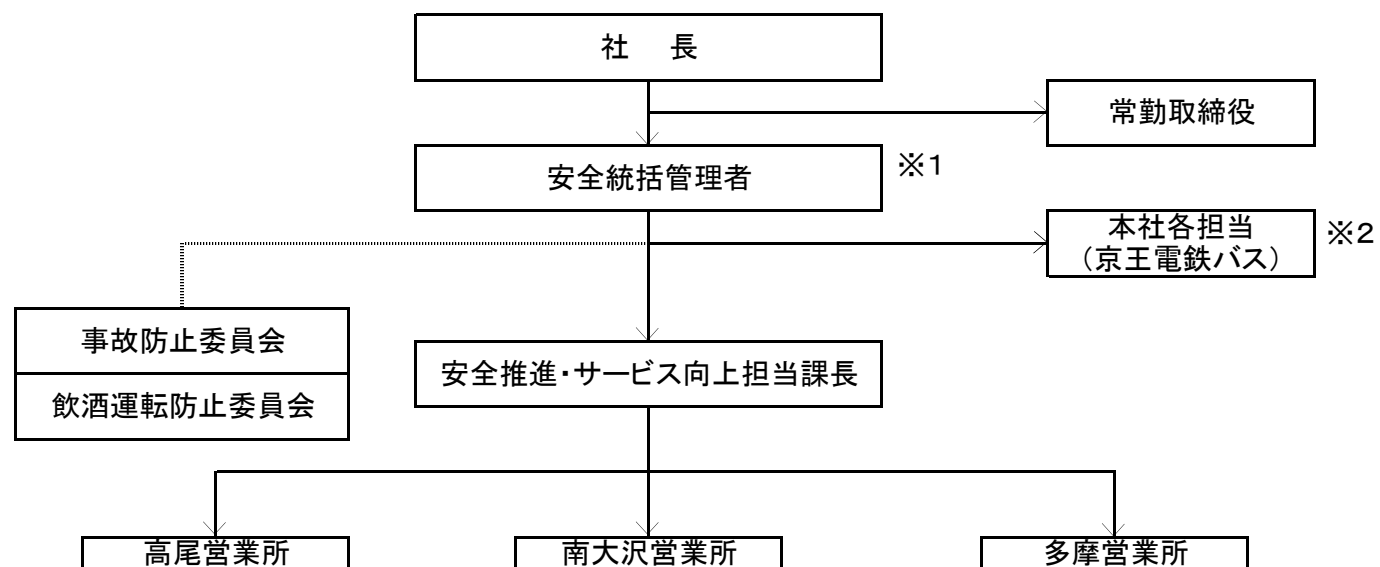 社 長
常勤取締役
安全統括管理者
※1
本社各担当
(京王電鉄バス)
※2
事故防止委員会
飲酒運転防止委員会
安全推進・サービス向上担当課長
高尾営業所
南大沢営業所
多摩営業所